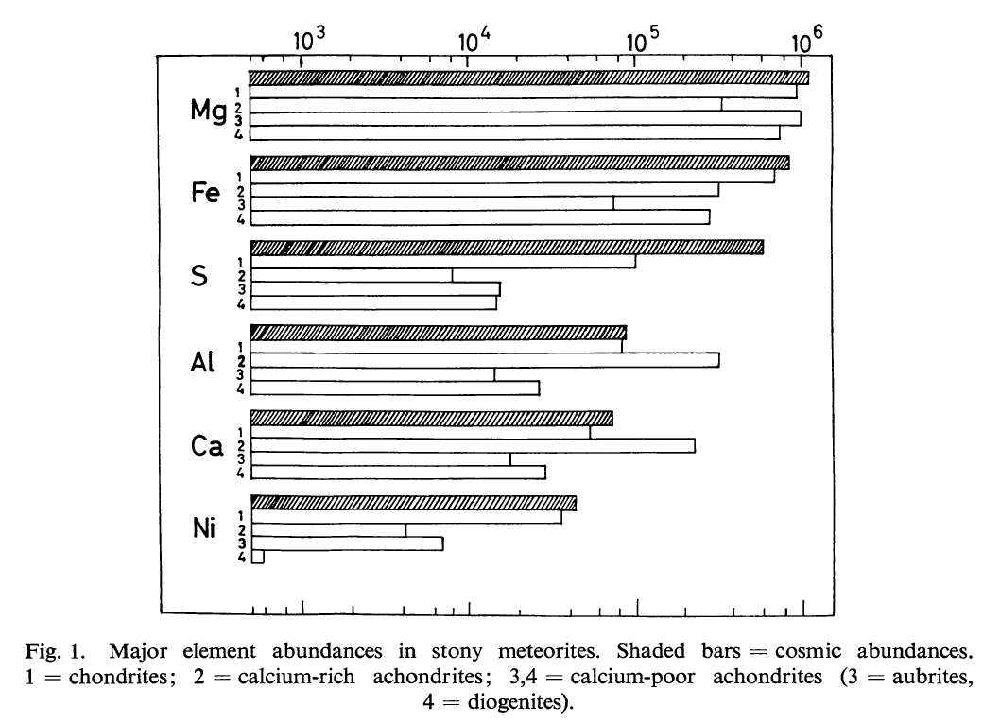 10³ 10⁴ 10⁵ 10⁶
Mg
1
2
3
4
Fe
1
2
3
4
S
1
2
3
4
Al
1
2
3
4
Ca
1
2
3
4
Ni
1
2
3
4
Fig. 1. Major element abundances in stony meteorites. Shaded bars = cosmic abundances.
1 = chondrites; 2 = calcium-rich achondrites; 3,4 = calcium-poor achondrites (3 = aubrites,
4 = diogenites).